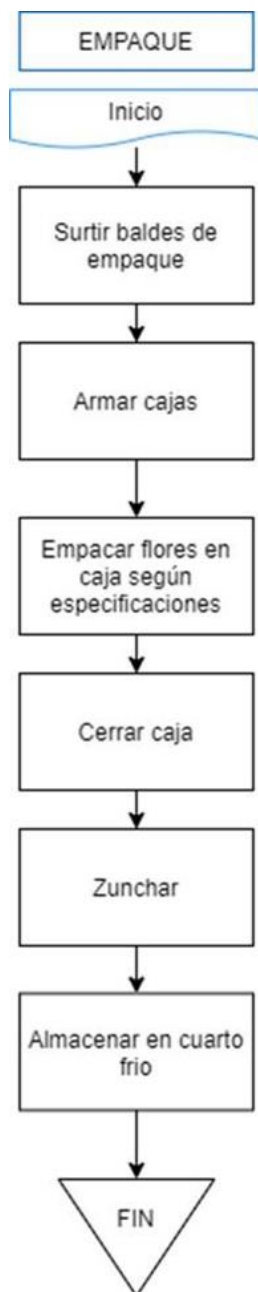 EMPAQUE
Inicio
Surtir baldes de
empaque
Armar cajas
Empacar flores en
caja según
especificaciones
Cerrar caja
Zunchar
Almacenar en cuarto
frio
FIN